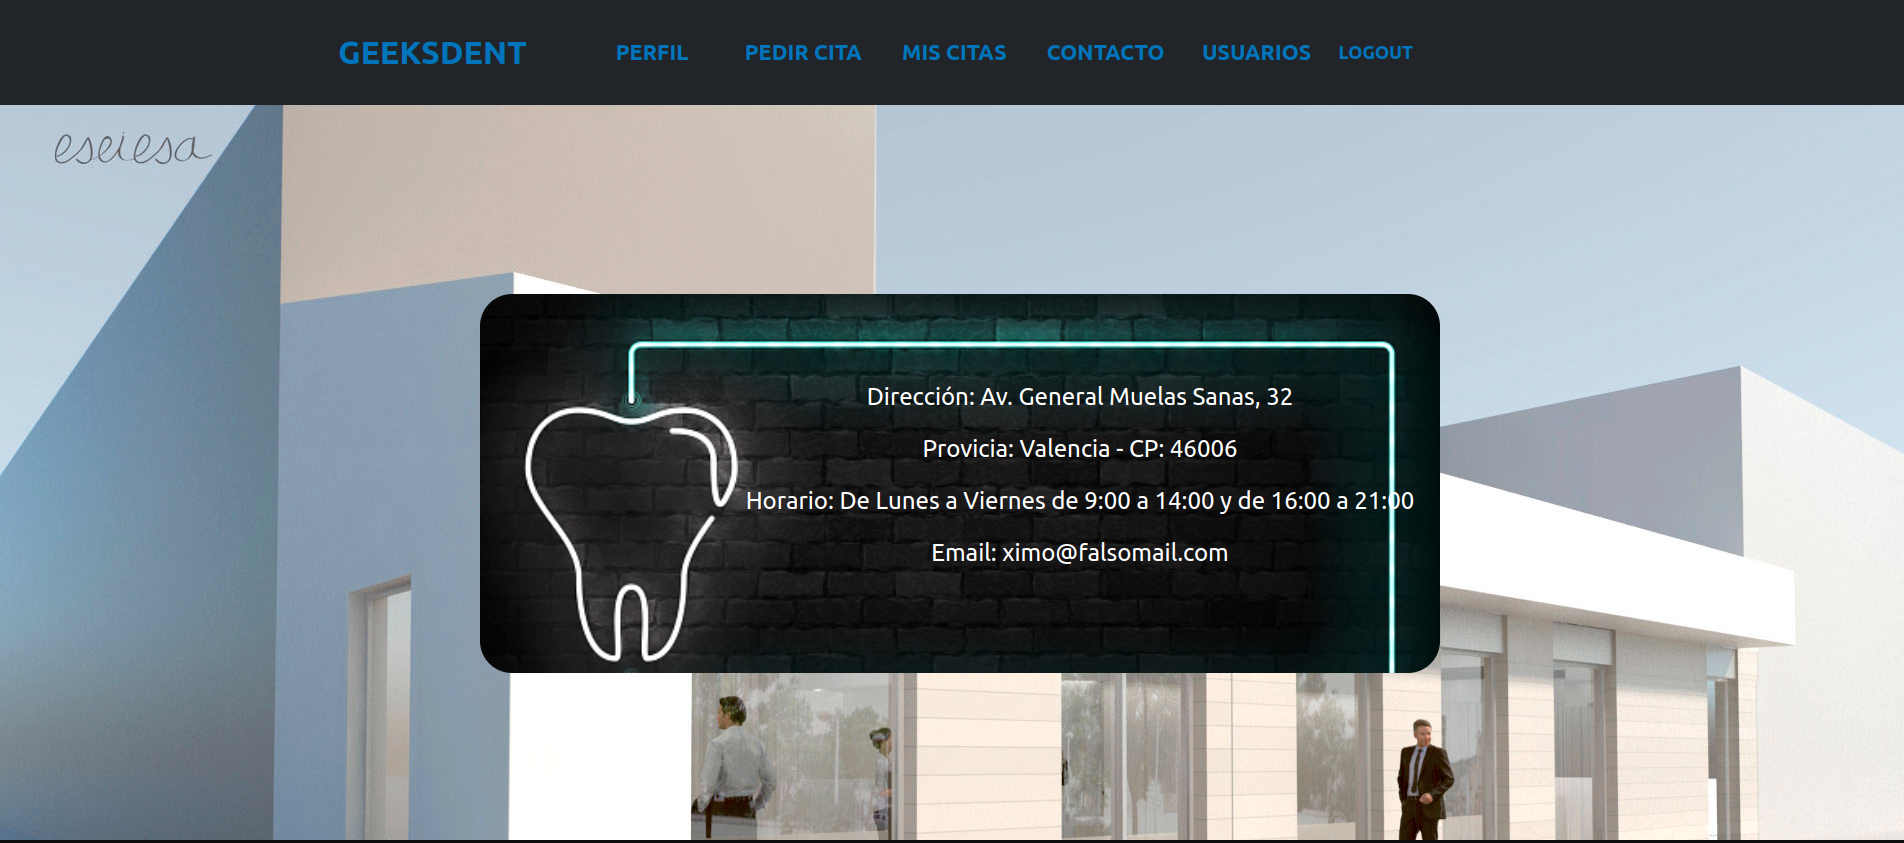 GEEKSDENT PERFIL PEDIR CITA MIS CITAS CONTACTO USUARIOS LOGOUT
eseiesa
Dirección: Av. General Muelas Sanas, 32
Provicia: Valencia - CP: 46006
Horario: De Lunes a Viernes de 9:00 a 14:00 y de 16:00 a 21:00
Email: ximo@falsomail.com